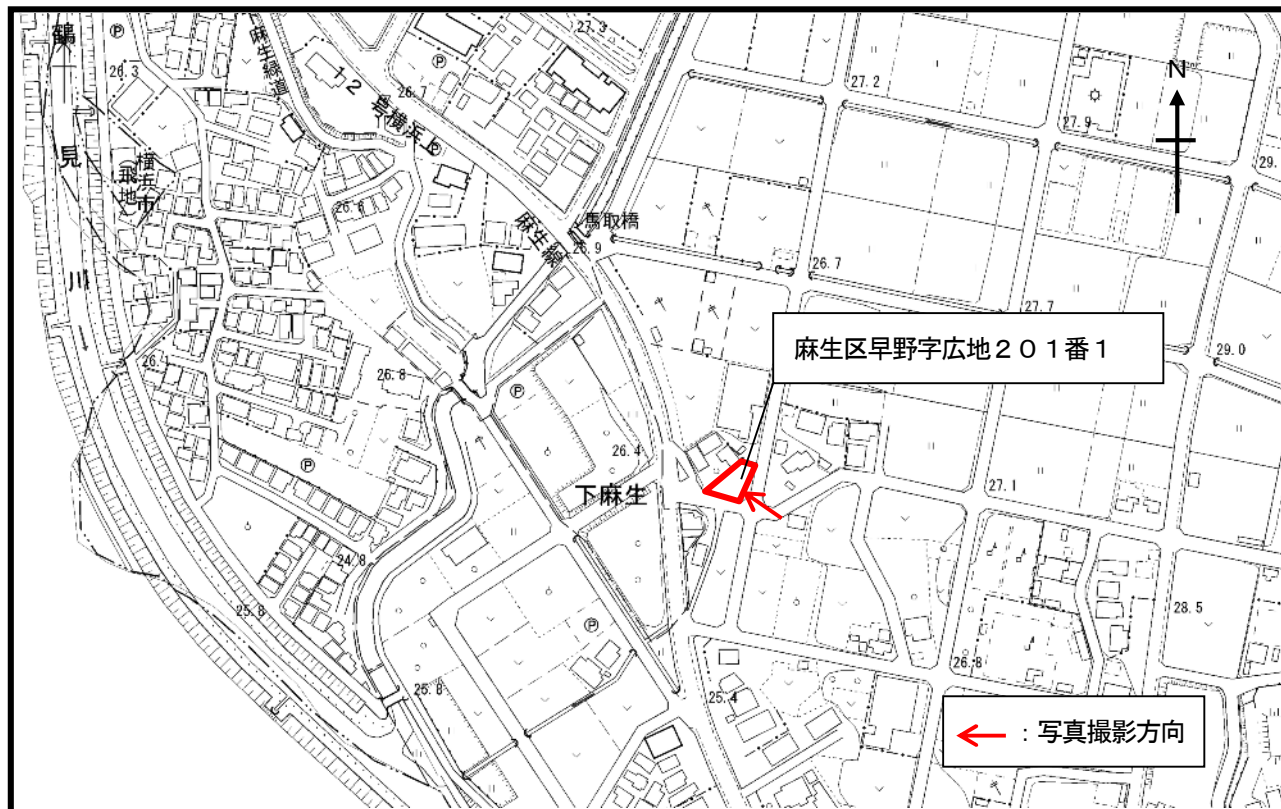 鶴見川
横浜市
(飛地)
麻生緑道
12
号横浜上
麻生線
馬取橋
下麻生
麻生区早野字広地201番1
:写真撮影方向
N
26.3
26.7
27.3
27.2
27.9
29.
26.8
26.9
26.7
27.7
29.0
26.8
26.4
27.1
24.8
25.8
25.8
25.4
26.8
28.5
P
P
P
P
P
P